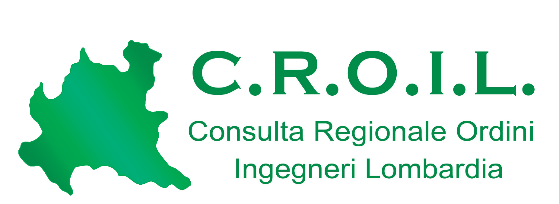 C.R.O.I.L.
Consulta Regionale Ordini
Ingegneri Lombardia